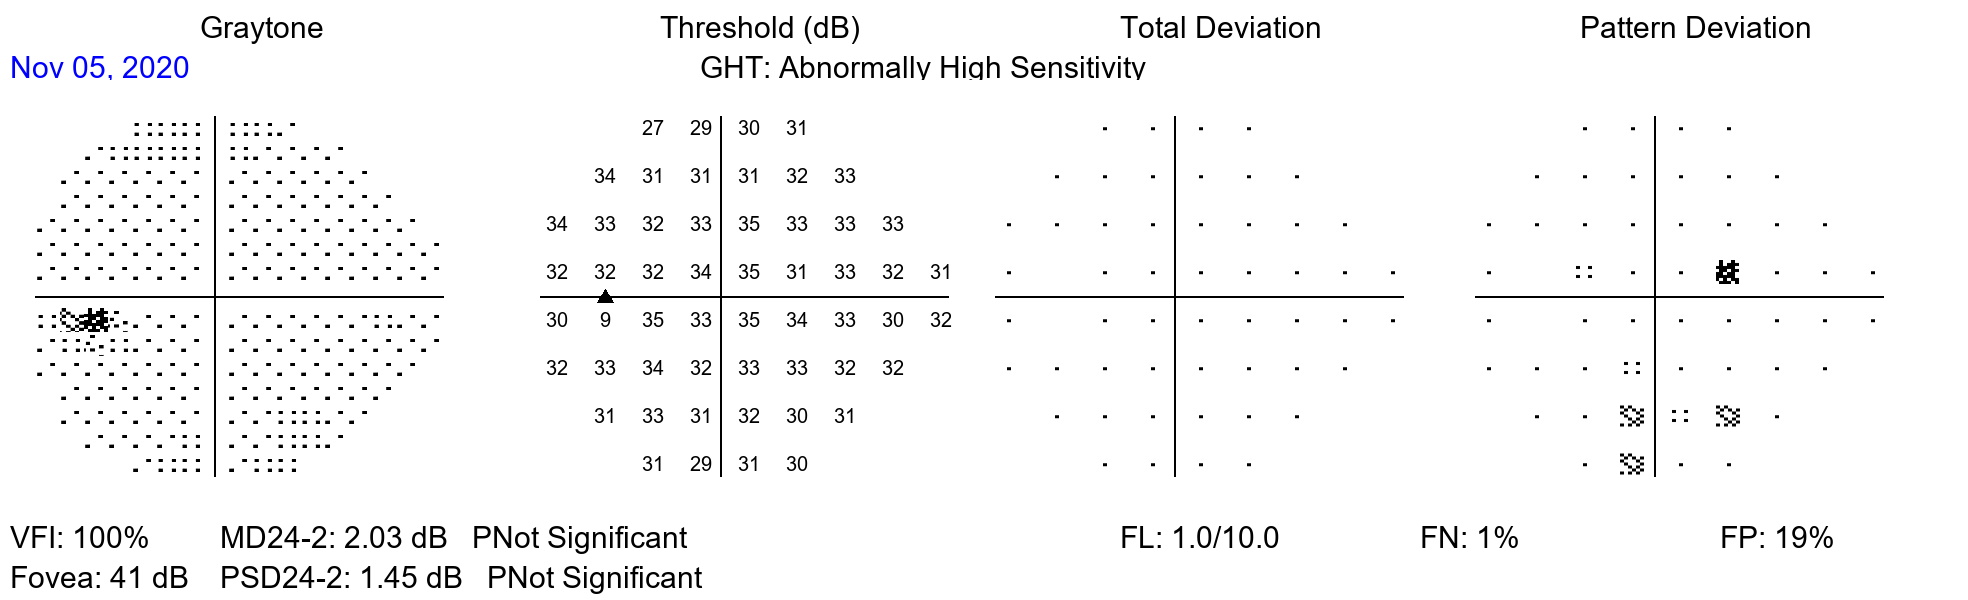 Graytone Threshold (dB) Total Deviation Pattern Deviation
Nov 05, 2020 GHT: Abnormally High Sensitivity
27 29 30 31
34 31 31 31 32 33
34 33 32 33 35 33 33 33
32 32 32 34 35 31 33 32 31
30 9 35 33 35 34 33 30 32
32 33 34 32 33 33 32 32
31 33 31 32 30 31
31 29 31 30
VFI: 100% MD24-2: 2.03 dB PNot Significant FL: 1.0/10.0 FN: 1% FP: 19%
Fovea: 41 dB PSD24-2: 1.45 dB PNot Significant